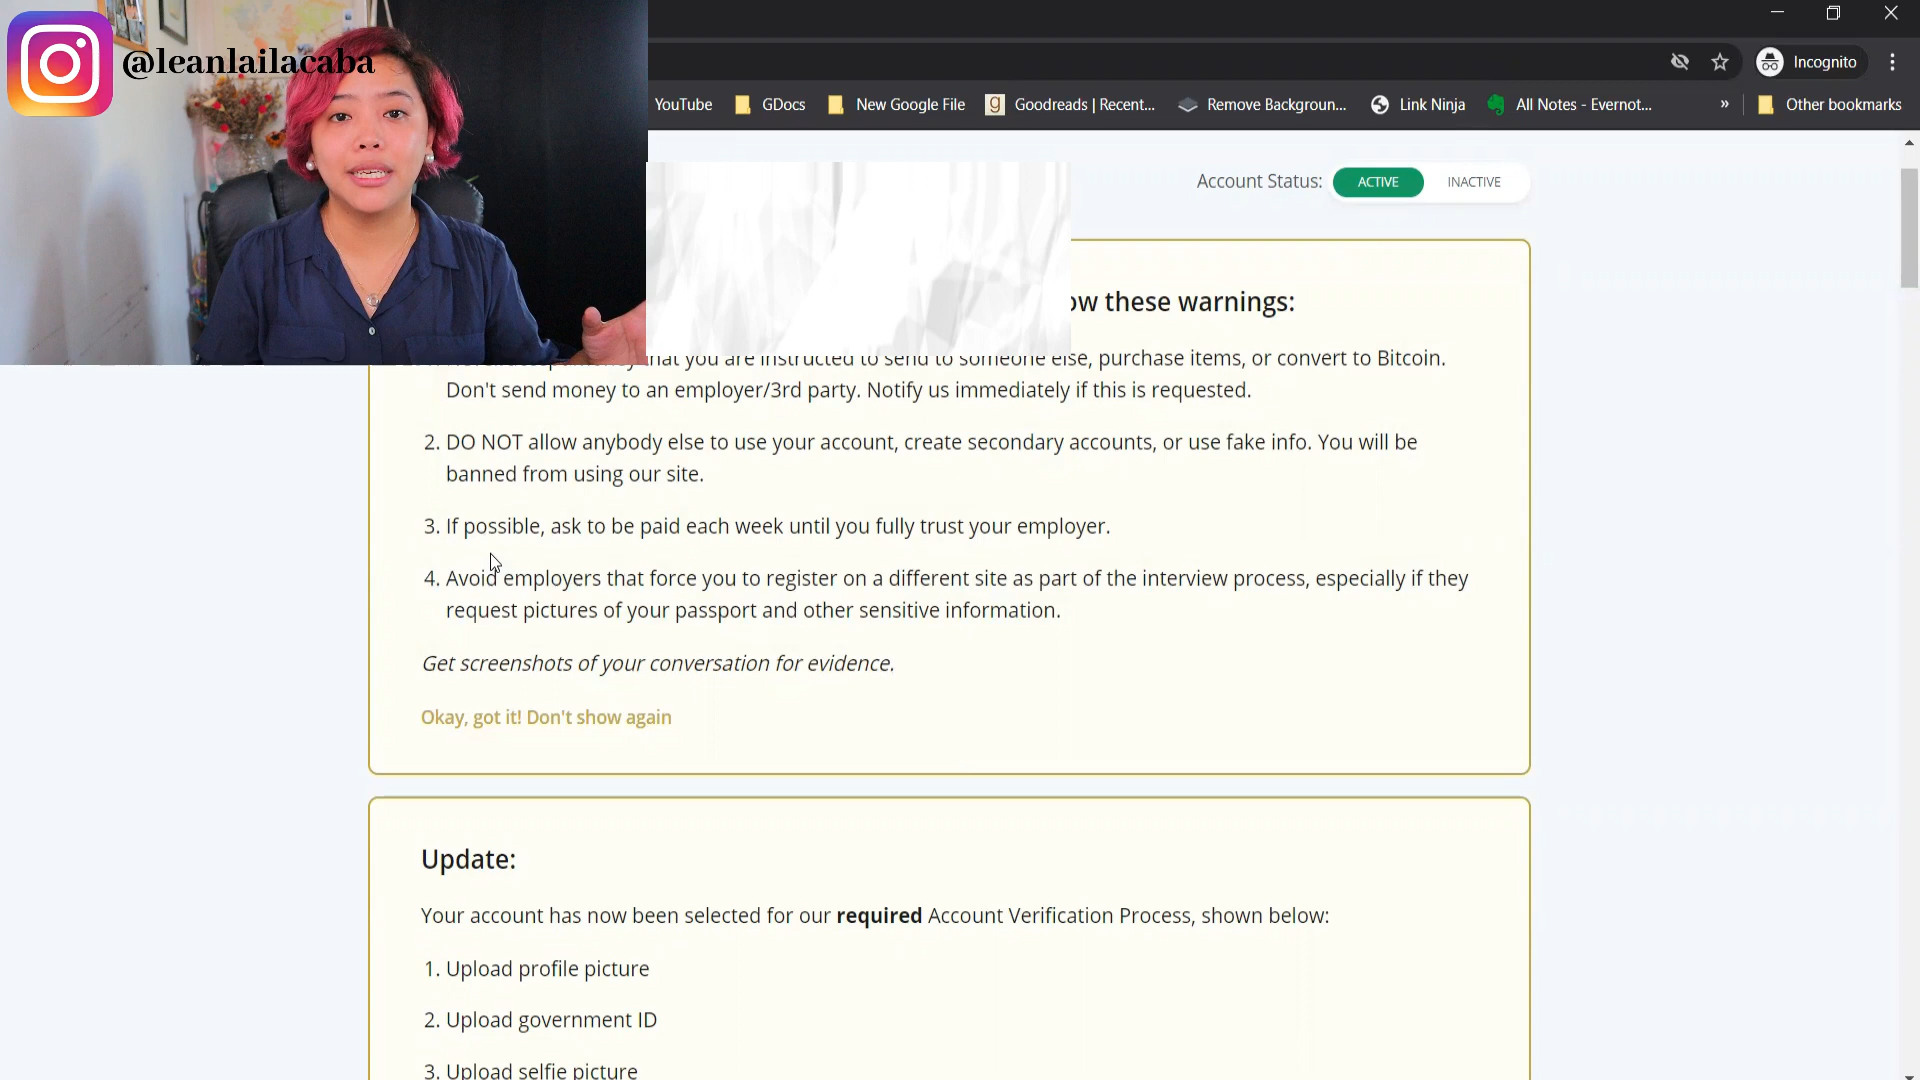 @leanlailacaba
Incognito
YouTube GDocs New Google File Goodreads | Recent... Remove Backgroun... Link Ninja All Notes - Evernot... » Other bookmarks
Account Status: ACTIVE INACTIVE
these warnings:
you are instructed to send to someone else, purchase items, or convert to Bitcoin.
Don't send money to an employer/3rd party. Notify us immediately if this is requested.
2. DO NOT allow anybody else to use your account, create secondary accounts, or use fake info. You will be
banned from using our site.
3. If possible, ask to be paid each week until you fully trust your employer.
4. Avoid employers that force you to register on a different site as part of the interview process, especially if they
request pictures of your passport and other sensitive information.
Get screenshots of your conversation for evidence.
Okay, got it! Don't show again
Update:
Your account has now been selected for our required Account Verification Process, shown below:
1. Upload profile picture
2. Upload government ID
3. Upload selfie picture